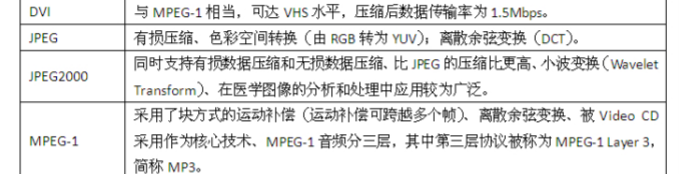 DVI 与 MPEG-1 相当，可达 VHS 水平，压缩后数据传输率为 1.5Mbps。
JPEG 有损压缩、色彩空间转换（由 RGB 转为 YUV）；离散余弦变换（DCT）。
同时支持有损数据压缩和无损数据压缩、比 JPEG 的压缩比更高、小波变换（Wavelet
JPEG2000
Transform）、在医学图像的分析和处理中应用较为广泛。
采用了块方式的运动补偿（运动补偿可跨越多个帧）、离散余弦变换、被 Video CD
MPEG-1 采用作为核心技术、MPEG-1 音频分三层，其中第三层协议被称为 MPEG-1 Layer 3，
简称 MP3。